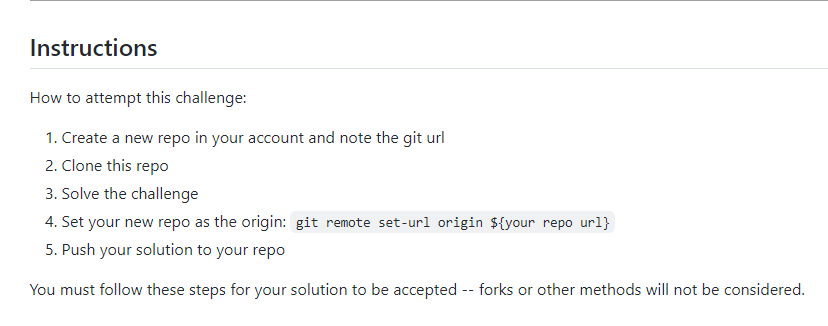 Instructions
How to attempt this challenge:
1. Create a new repo in your account and note the git url
2. Clone this repo
3. Solve the challenge
4. Set your new repo as the origin: git remote set-url origin ${your repo url}
5. Push your solution to your repo
You must follow these steps for your solution to be accepted -- forks or other methods will not be considered.